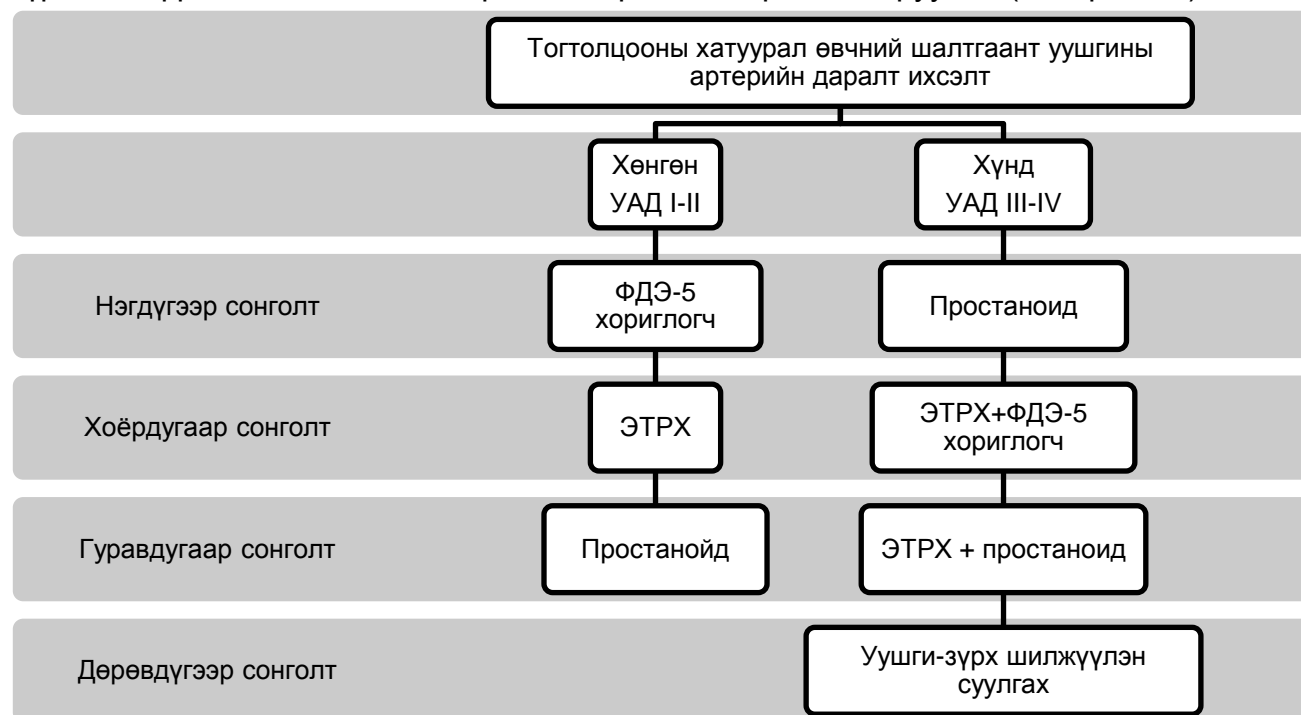 Тогтолцооны хатуурал өвчний шалтгаант уушгины
артерийн даралт ихсэлт
Хөнгөн
УАД I-II
Хүнд
УАД III-IV
Нэгдүгээр сонголт
ФДЭ-5
хориглогч
Простаноид
Хоёрдугаар сонголт
ЭТРХ
ЭТРХ+ФДЭ-5
хориглогч
Гуравдугаар сонголт
Простанойд
ЭТРХ + простаноид
Дөрөвдүгээр сонголт
Уушги-зүрх шилжүүлэн
суулгах